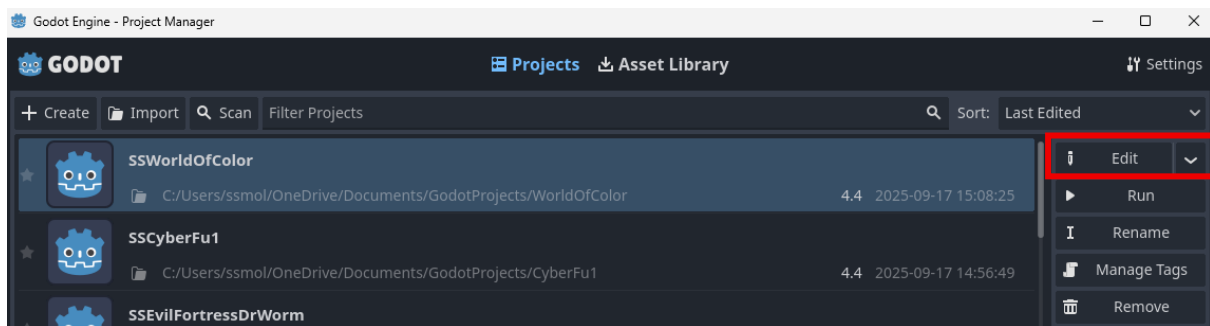 Godot Engine - Project Manager
GODOT
Projects
Asset Library
Settings
Create
Import
Scan
Filter Projects
Sort: Last Edited
SSWorldOfColor
C:/Users/ssmol/OneDrive/Documents/GodotProjects/WorldOfColor 4.4 2025-09-17 15:08:25
SSCyberFu1
C:/Users/ssmol/OneDrive/Documents/GodotProjects/CyberFu1 4.4 2025-09-17 14:56:49
SSEvilFortressDrWorm
Edit
Run
Rename
Manage Tags
Remove